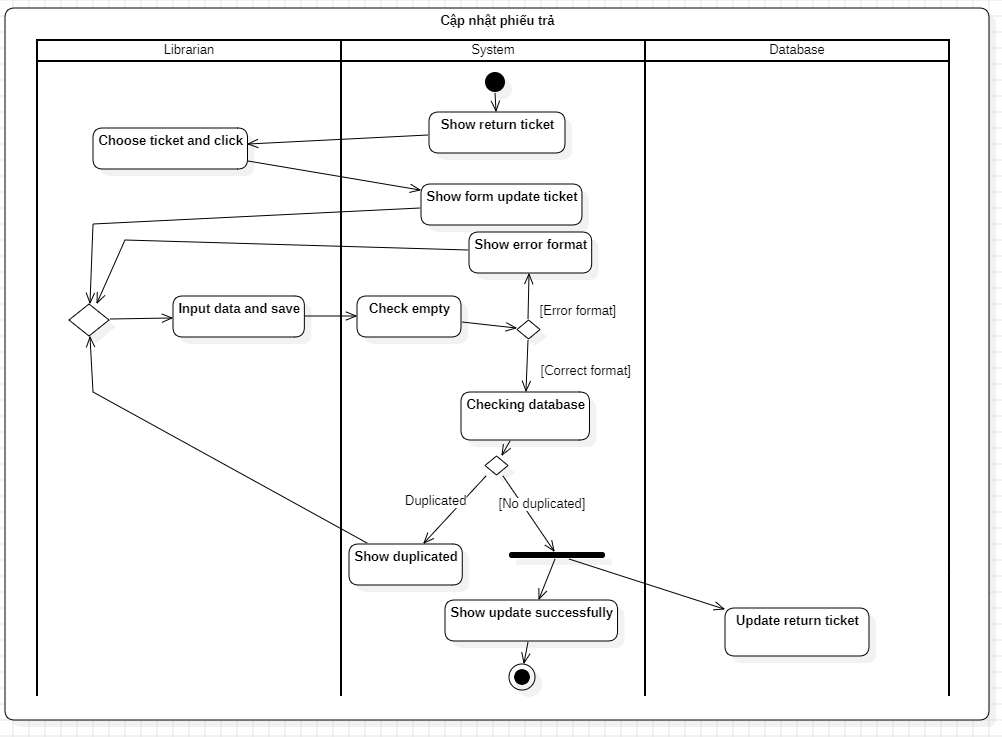 Cập nhật phiếu trả
Librarian
System
Database
Show return ticket
Choose ticket and click
Show form update ticket
Show error format
[Error format]
Input data and save
Check empty
[Correct format]
Checking database
Duplicated
[No duplicated]
Show duplicated
Show update successfully
Update return ticket